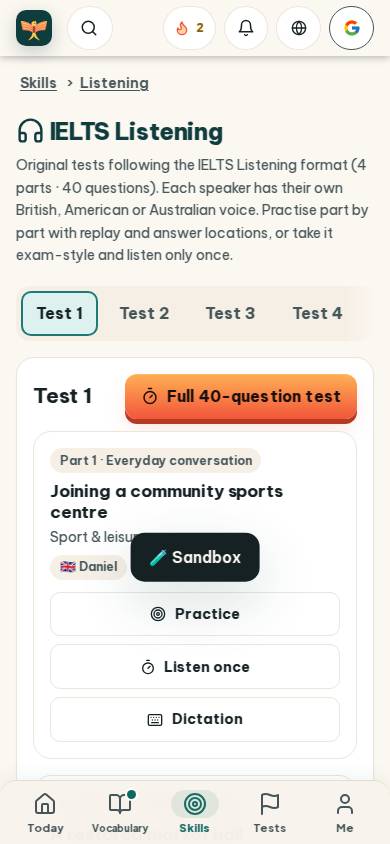 2
Skills > Listening
IELTS Listening
Original tests following the IELTS Listening format (4
parts · 40 questions). Each speaker has their own
British, American or Australian voice. Practise part by
part with replay and answer locations, or take it
exam-style and listen only once.
Test 1
Test 2
Test 3
Test 4
Test 1
Full 40-question test
Part 1 · Everyday conversation
Joining a community sports
centre
Sport &
Daniel
Sandbox
Practice
Listen once
Dictation
Today
Vocabulary
Skills
Tests
Me